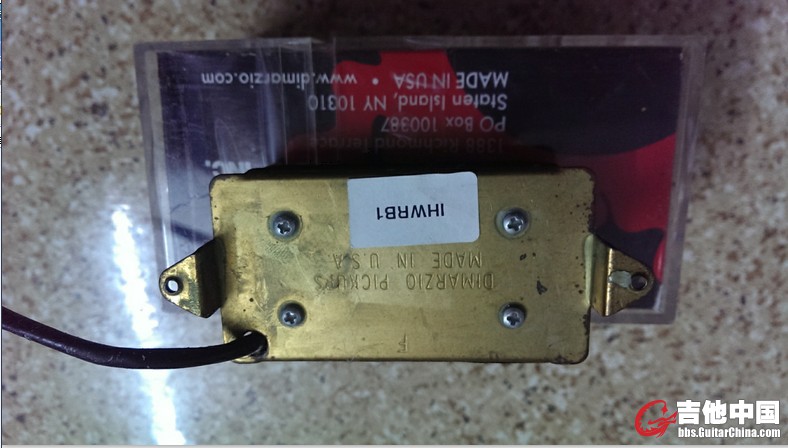 1388 Richmond Terrace
PO Box 100387
Staten Island, NY 10310
MADE IN USA • www.dimarzio.com
F
DIMARZIO PICKUPS
MADE IN U.S.A
IHWRB1
吉他中国
bbs.GuitarChina.com